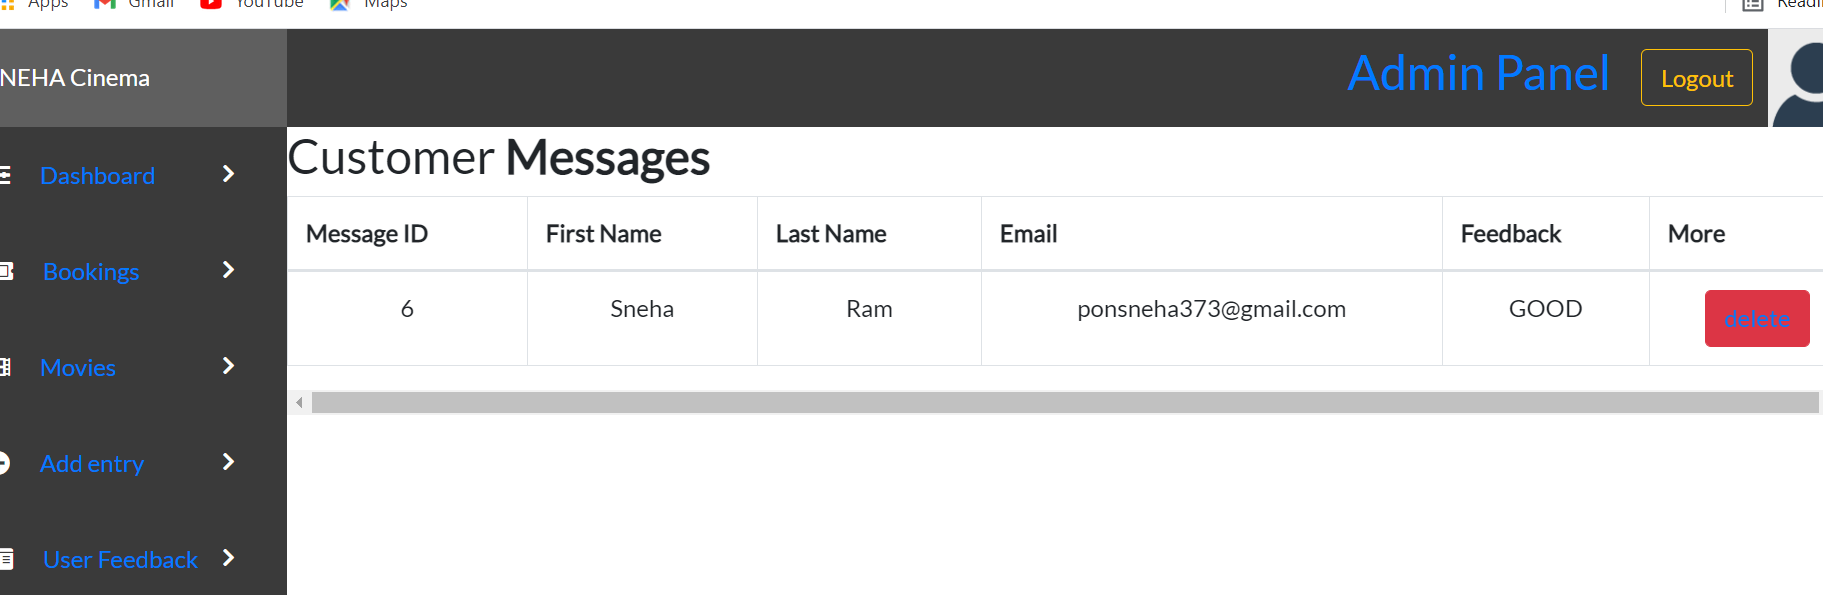 Apps Gmail YouTube Maps
NEHA Cinema
Admin Panel Logout
Dashboard
Bookings
Movies
Add entry
User Feedback
Customer Messages
Message ID First Name Last Name Email Feedback More
6 Sneha Ram ponsneha373@gmail.com GOOD delete